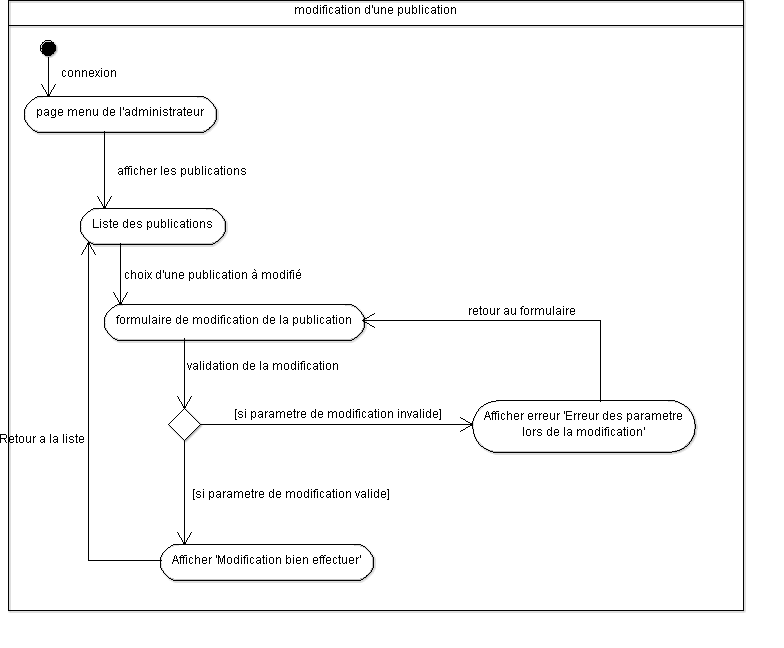 modification d'une publication
connexion
page menu de l'administrateur
afficher les publications
Liste des publications
choix d'une publication à modifié
retour au formulaire
formulaire de modification de la publication
validation de la modification
[si parametre de modification invalide]
Afficher erreur 'Erreur des parametre
lors de la modification'
Retour a la liste
[si parametre de modification valide]
Afficher 'Modification bien effectuer'